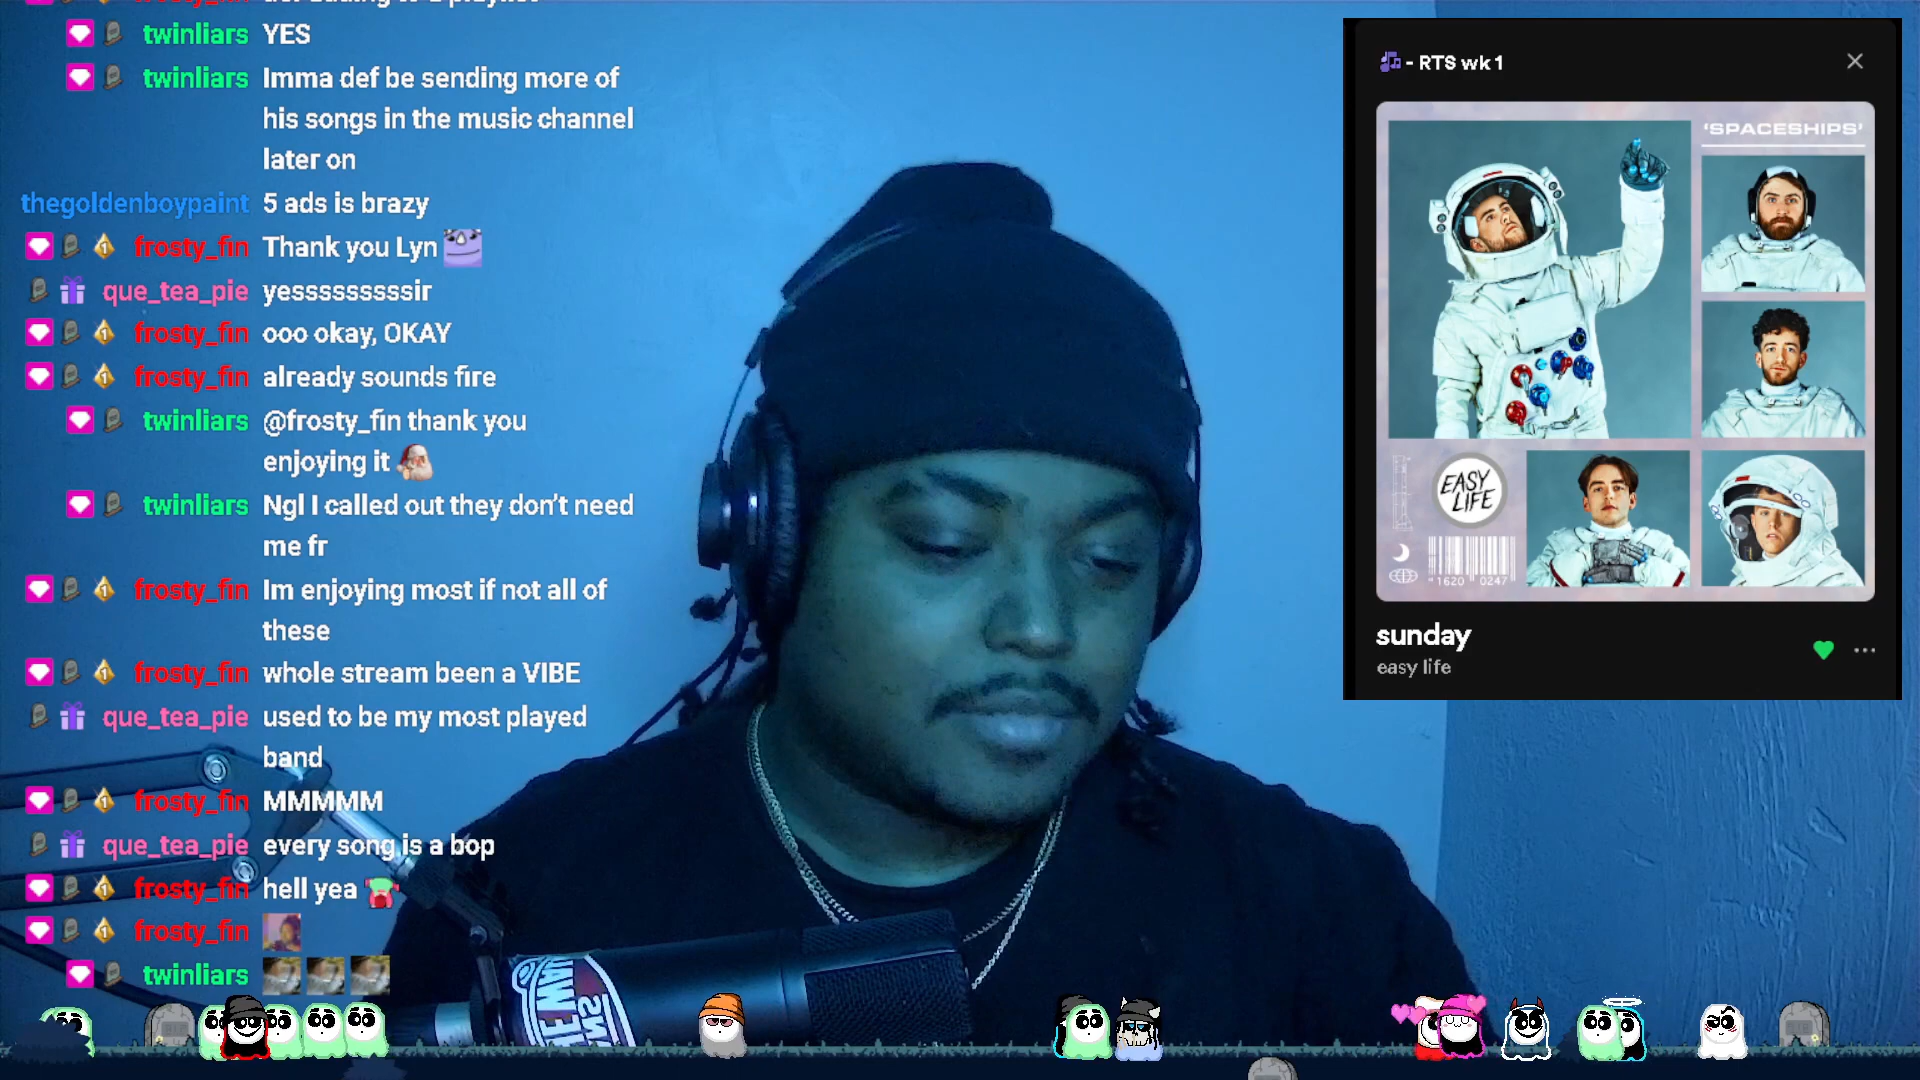 twinliars YES
twinliars Imma def be sending more of
his songs in the music channel
later on
thegoldenboypaint 5 ads is brazy
frosty_fin Thank you Lyn
que_tea_pie yesssssssssir
frosty_fin ooo okay, OKAY
frosty_fin already sounds fire
twinliars @frosty_fin thank you
enjoying it
twinliars Ngl I called out they don’t need
me fr
frosty_fin Im enjoying most if not all of
these
frosty_fin whole stream been a VIBE
que_tea_pie used to be my most played
band
frosty_fin MMMMM
que_tea_pie every song is a bop
frosty_fin hell yea
frosty_fin
twinliars
- RTS wk 1
'SPACESHIPS'
EASY
LIFE
1620 0247
sunday
easy life